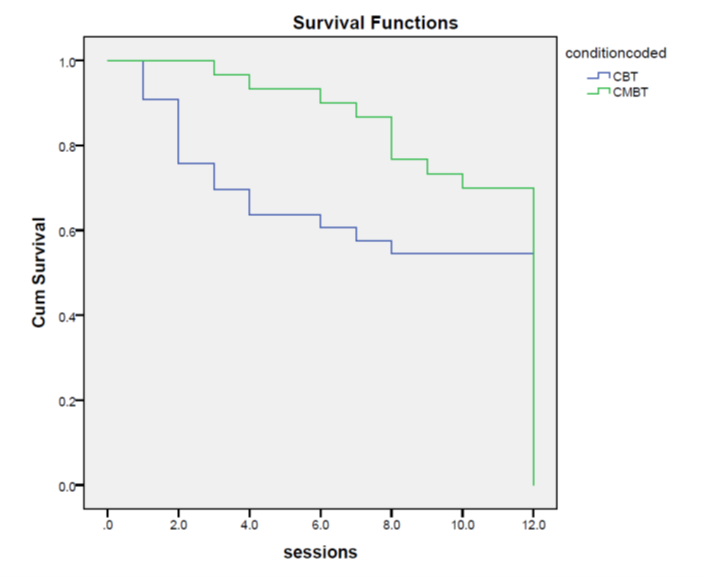 Survival Functions
conditioncoded
CBT
CMBT
Cum Survival
1.0
0.8
0.6
0.4
0.2
0.0
.0 2.0 4.0 6.0 8.0 10.0 12.0
sessions